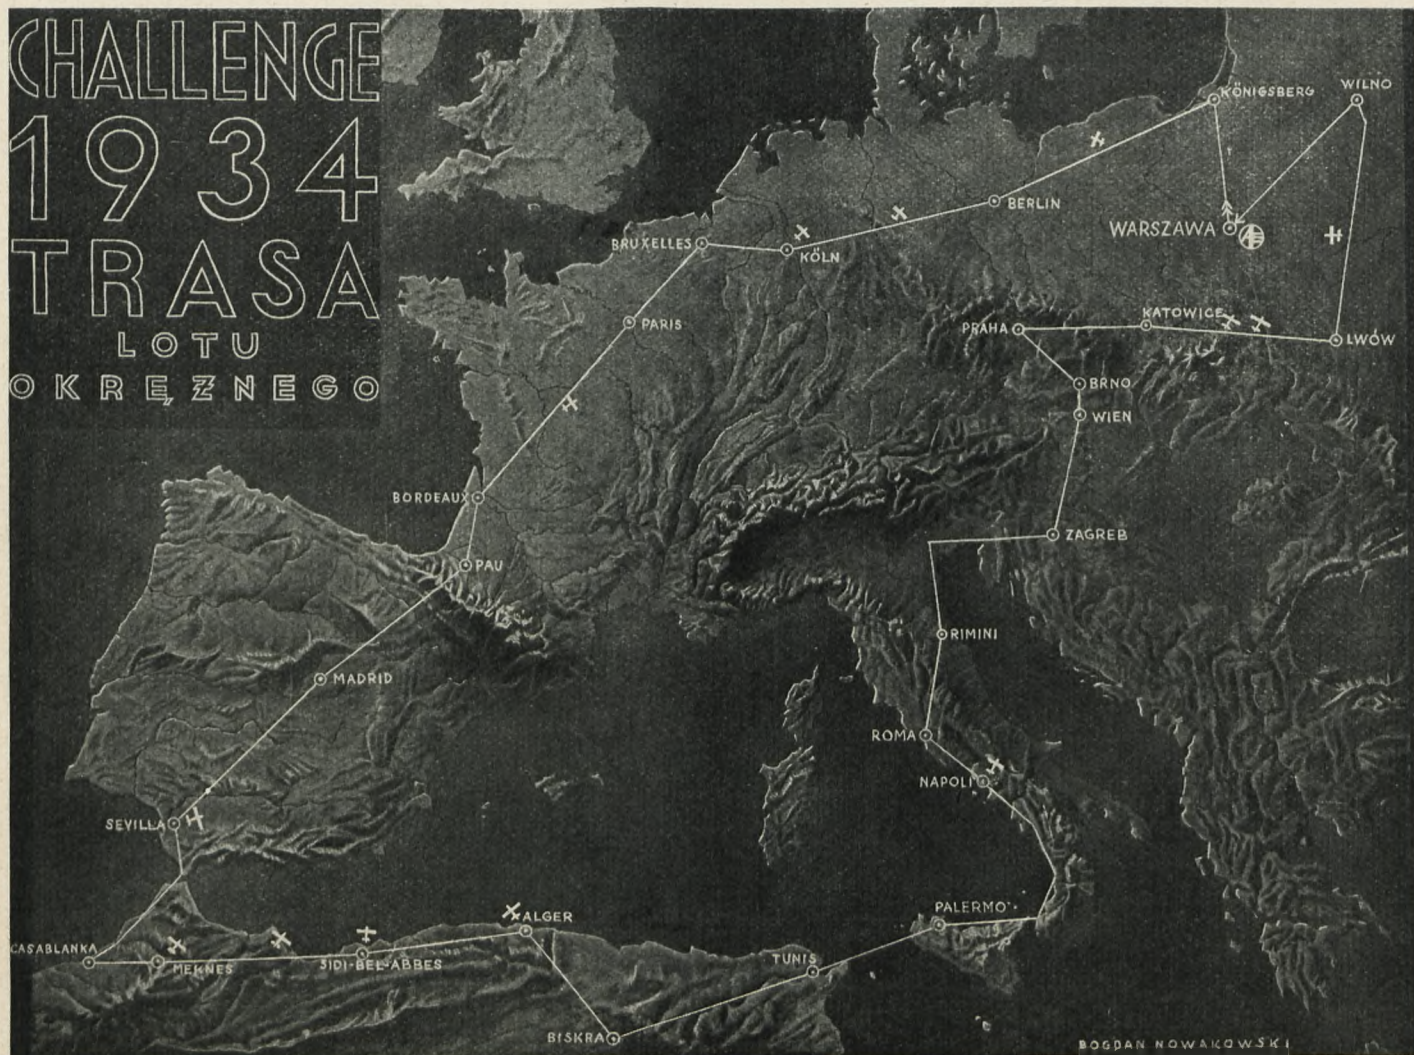 CHALLENGE
1934
TRASA
LOTU
OKRĘŻNEGO
KÖNIGSBERG
WILNO
BERLIN
WARSZAWA
BRUXELLES
KÖLN
PARIS
PRAHA
KATOWICE
LWÓW
BRNO
WIEN
BORDEAUX
ZAGREB
PAU
RIMINI
MADRID
ROMA
NAPOLI
SEVILLA
PALERMO
ALGER
CASABLANKA
MEKNES
SIDI-BEL-ABBES
TUNIS
BISKRA
BOGDAN NOWAKOWSKI